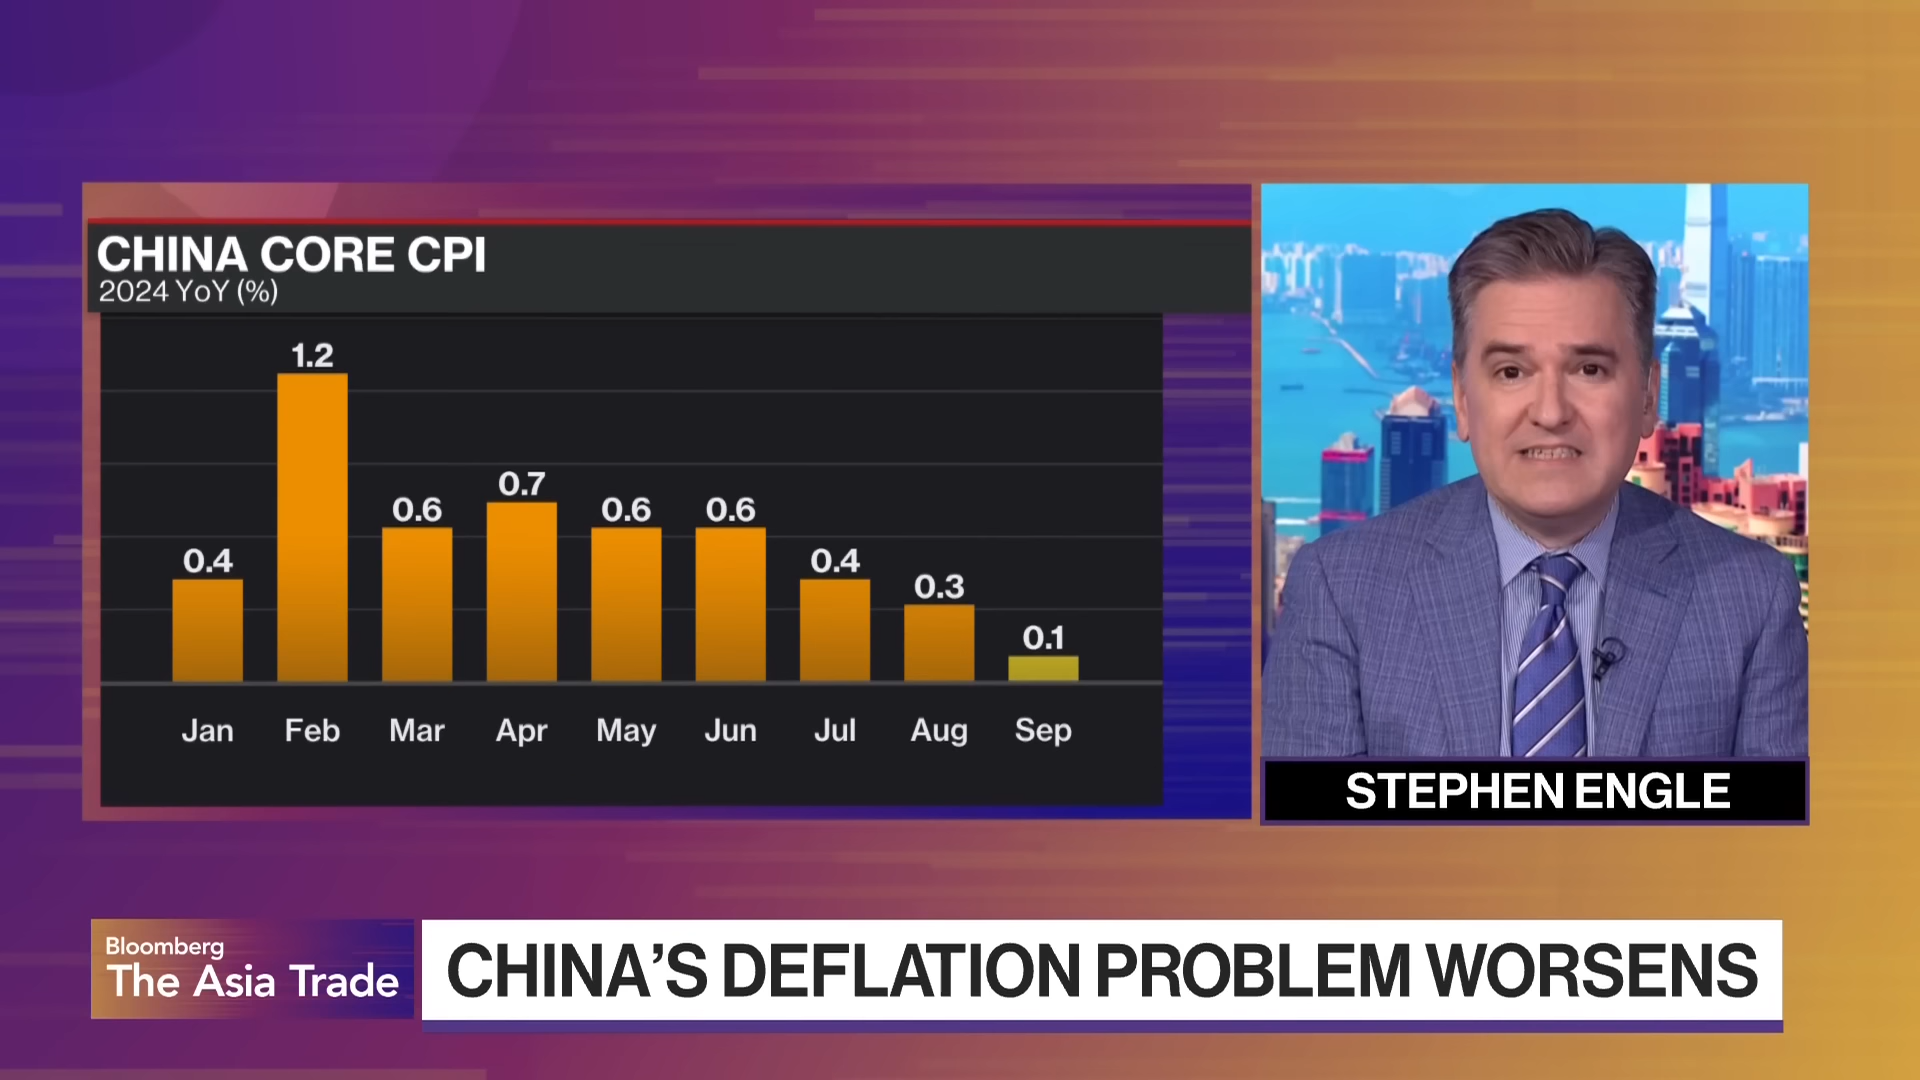 CHINA CORE CPI
2024 YoY (%)
1.2
0.7
0.6
0.6
0.6
0.4
0.4
0.3
0.1
Jan Feb Mar Apr May Jun Jul Aug Sep
STEPHEN ENGLE
Bloomberg
The Asia Trade
CHINA'S DEFLATION PROBLEM WORSENS